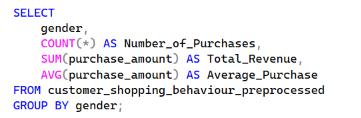 SELECT
    gender,
    COUNT(*) AS Number_of_Purchases,
    SUM(purchase_amount) AS Total_Revenue,
    AVG(purchase_amount) AS Average_Purchase
FROM customer_shopping_behaviour_preprocessed
GROUP BY gender;